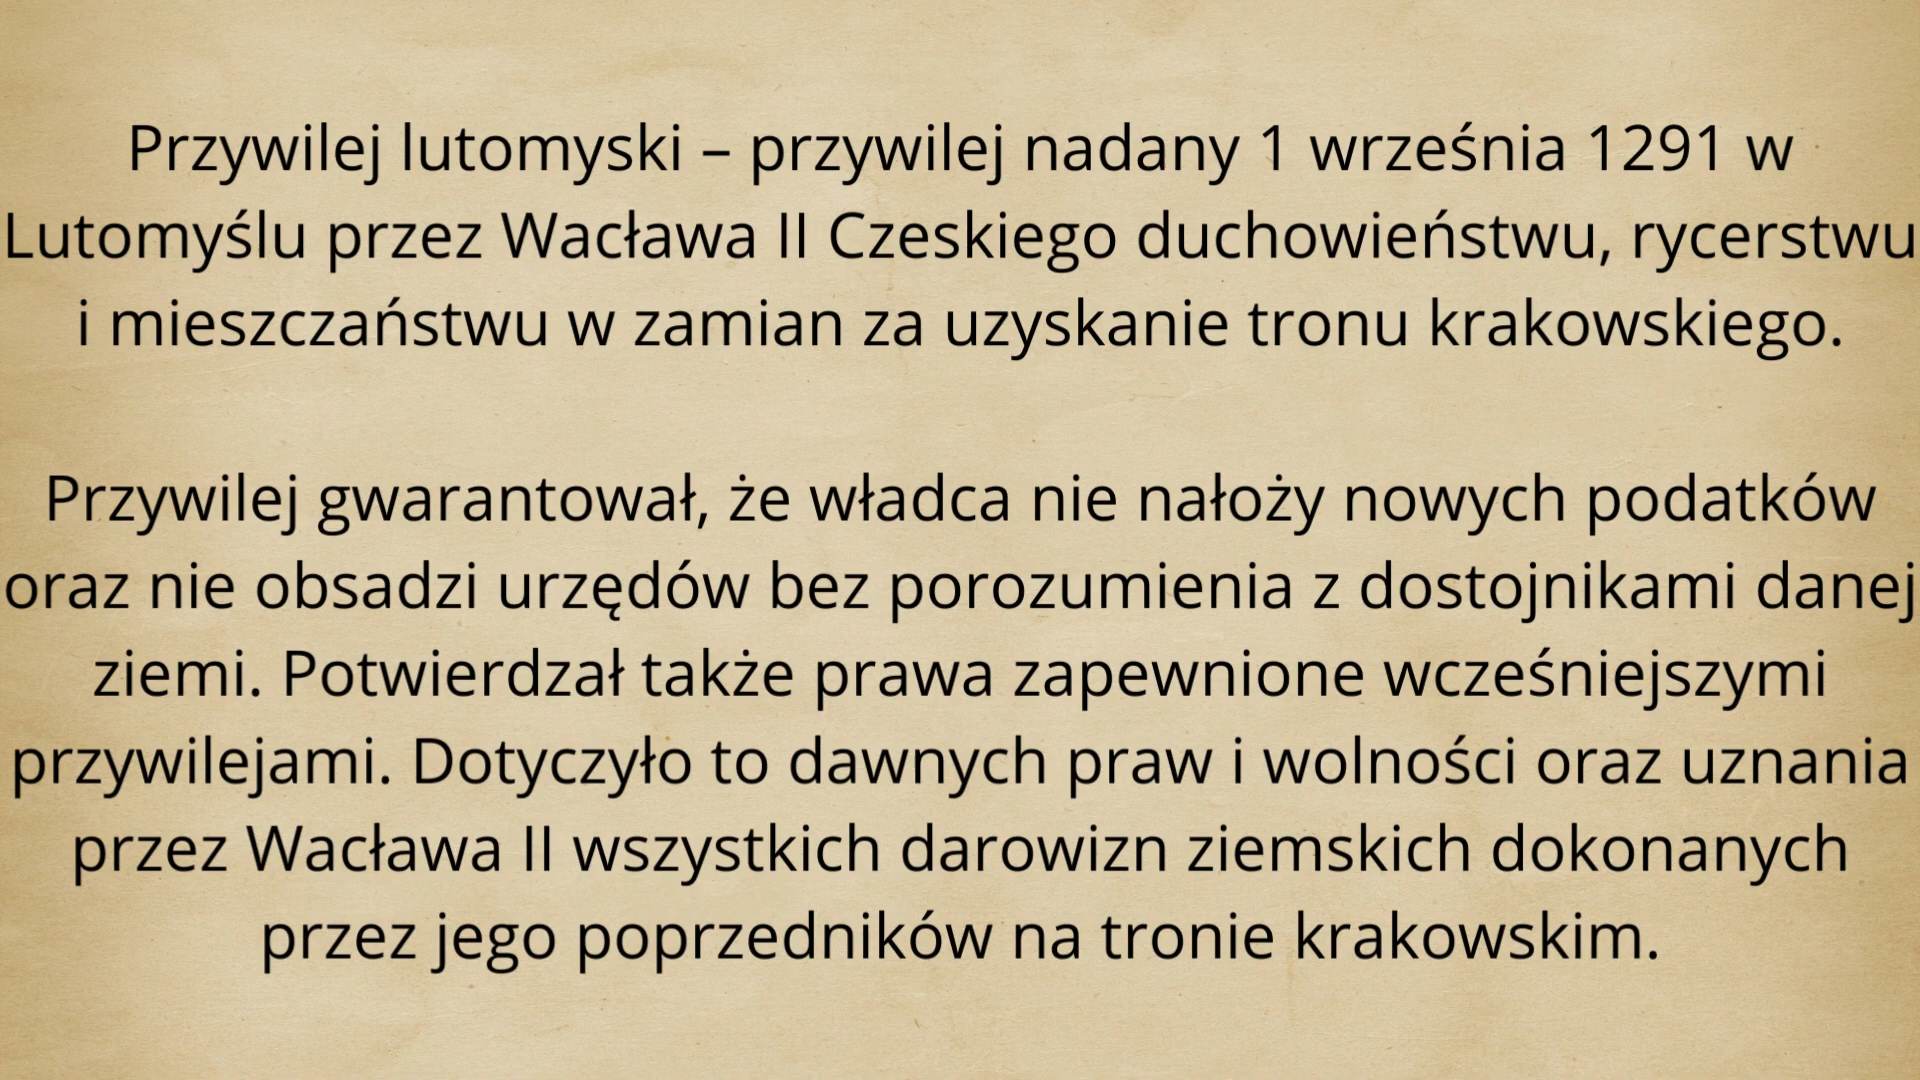 Przywilej lutomyski – przywilej nadany 1 września 1291 w
Lutomyślu przez Wacława II Czeskiego duchowieństwu, rycerstwu
i mieszczaństwu w zamian za uzyskanie tronu krakowskiego.
Przywilej gwarantował, że władca nie nałoży nowych podatków
oraz nie obsadzi urzędów bez porozumienia z dostojnikami danej
ziemi. Potwierdzał także prawa zapewnione wcześniejszymi
przywilejami. Dotyczyło to dawnych praw i wolności oraz uznania
przez Wacława II wszystkich darowizn ziemskich dokonanych
przez jego poprzedników na tronie krakowskim.